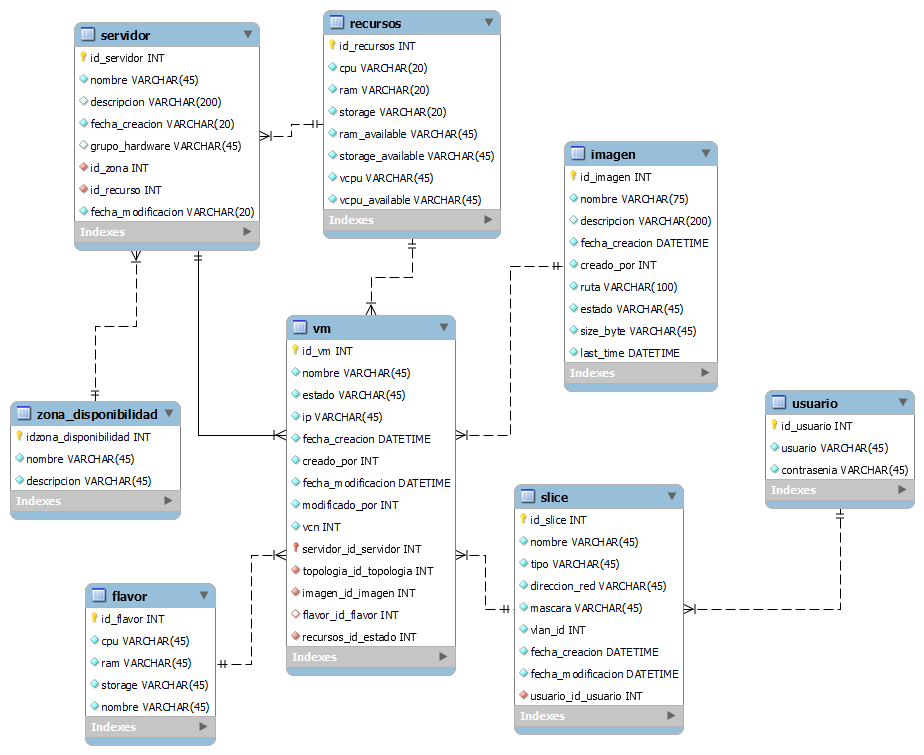 servidor
id_servidor INT
nombre VARCHAR(45)
descripcion VARCHAR(200)
fecha_creacion VARCHAR(20)
grupo_hardware VARCHAR(45)
id_zona INT
id_recurso INT
fecha_modificacion VARCHAR(20)
Indexes
recursos
id_recursos INT
cpu VARCHAR(20)
ram VARCHAR(20)
storage VARCHAR(20)
ram_available VARCHAR(45)
storage_available VARCHAR(45)
vcpu VARCHAR(45)
vcpu_available VARCHAR(45)
Indexes
imagen
id_imagen INT
nombre VARCHAR(75)
descripcion VARCHAR(200)
fecha_creacion DATETIME
creado_por INT
ruta VARCHAR(100)
estado VARCHAR(45)
size_byte VARCHAR(45)
last_time DATETIME
Indexes
vm
id_vm INT
nombre VARCHAR(45)
estado VARCHAR(45)
ip VARCHAR(45)
fecha_creacion DATETIME
creado_por INT
fecha_modificacion DATETIME
modificado_por INT
vcn INT
servidor_id_servidor INT
topologia_id_topologia INT
imagen_id_imagen INT
flavor_id_flavor INT
recursos_id_estado INT
Indexes
zona_disponibilidad
idzona_disponibilidad INT
nombre VARCHAR(45)
descripcion VARCHAR(45)
Indexes
usuario
id_usuario INT
usuario VARCHAR(45)
contrasenia VARCHAR(45)
Indexes
slice
id_slice INT
nombre VARCHAR(45)
tipo VARCHAR(45)
direccion_red VARCHAR(45)
mascara VARCHAR(45)
vlan_id INT
fecha_creacion DATETIME
fecha_modificacion DATETIME
usuario_id_usuario INT
Indexes
flavor
id_flavor INT
cpu VARCHAR(45)
ram VARCHAR(45)
storage VARCHAR(45)
nombre VARCHAR(45)
Indexes